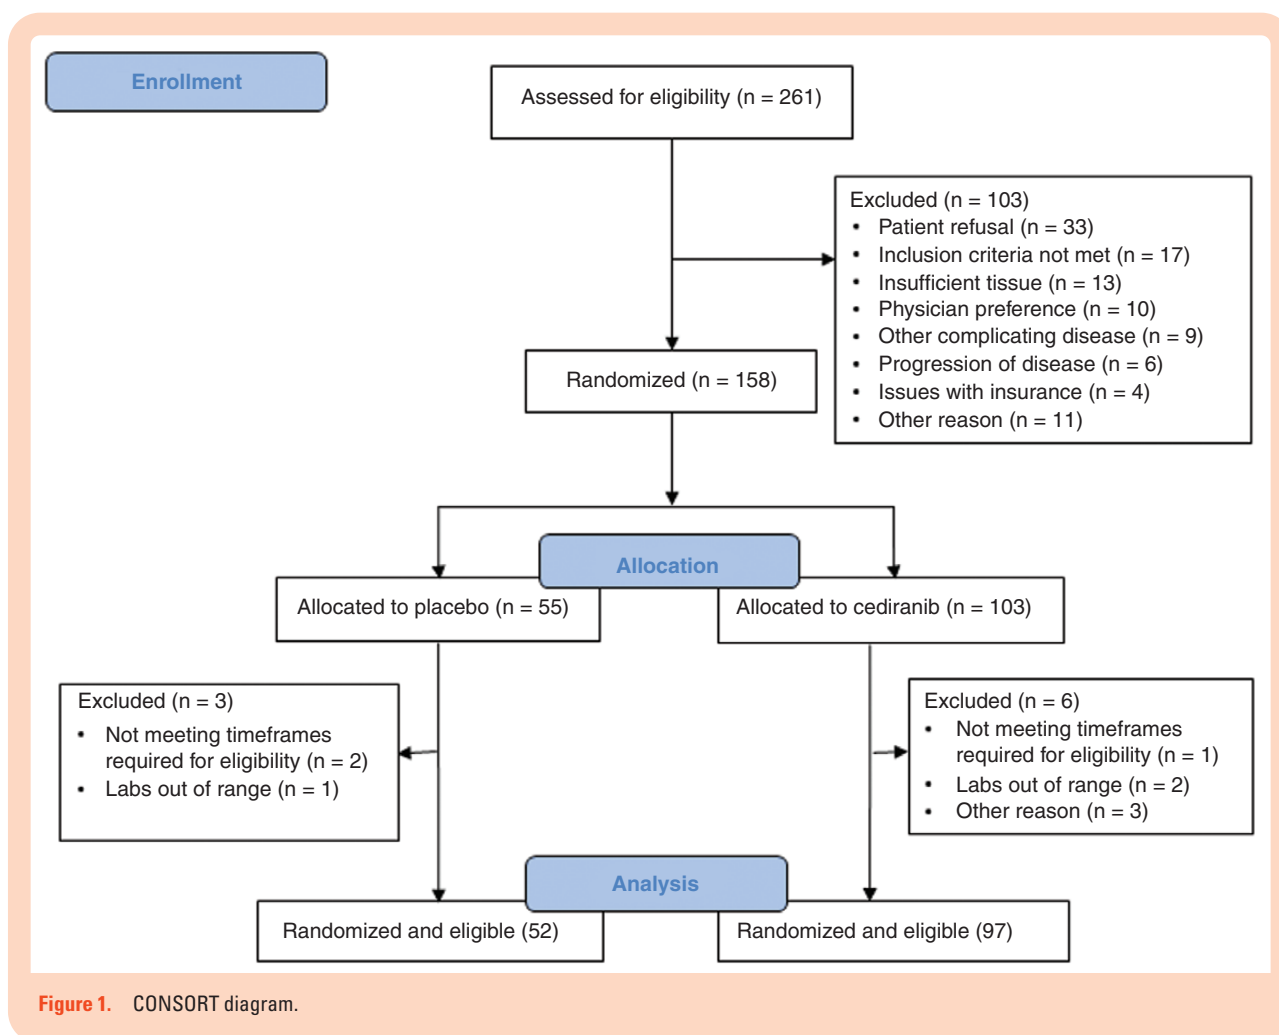 Enrollment
Assessed for eligibility (n = 261)
Excluded (n = 103)
• Patient refusal (n = 33)
• Inclusion criteria not met (n = 17)
• Insufficient tissue (n = 13)
• Physician preference (n = 10)
• Other complicating disease (n = 9)
• Progression of disease (n = 6)
• Issues with insurance (n = 4)
• Other reason (n = 11)
Randomized (n = 158)
Allocation
Allocated to placebo (n = 55)
Allocated to cediranib (n = 103)
Excluded (n = 3)
• Not meeting timeframes
required for eligibility (n = 2)
• Labs out of range (n = 1)
Excluded (n = 6)
• Not meeting timeframes
required for eligibility (n = 1)
• Labs out of range (n = 2)
• Other reason (n = 3)
Analysis
Randomized and eligible (52)
Randomized and eligible (97)
Figure 1. CONSORT diagram.